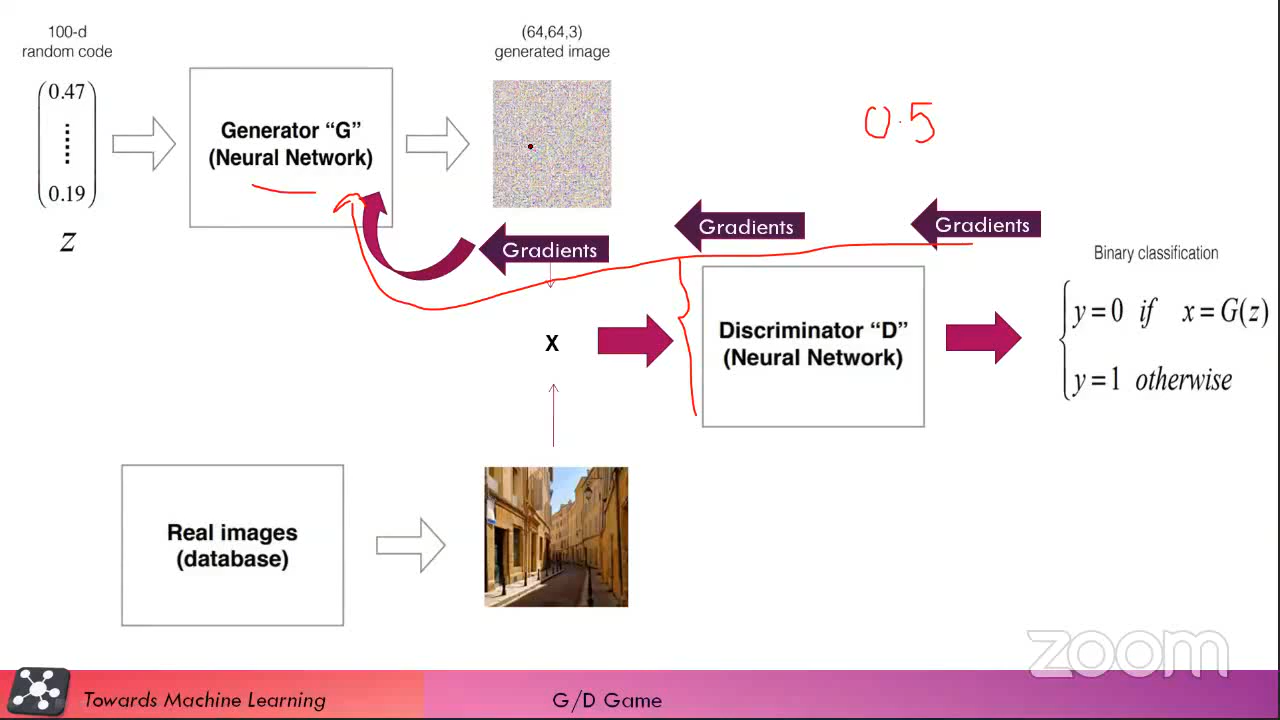 100-d
random code
0.47
0.19
z
Generator “G”
(Neural Network)
(64,64,3)
generated image
0.5
Gradients
Gradients
Gradients
x
Discriminator “D”
(Neural Network)
Binary classification
y = 0 if x = G(z)
y = 1 otherwise
Real images
(database)
zoom
Towards Machine Learning
G/D Game